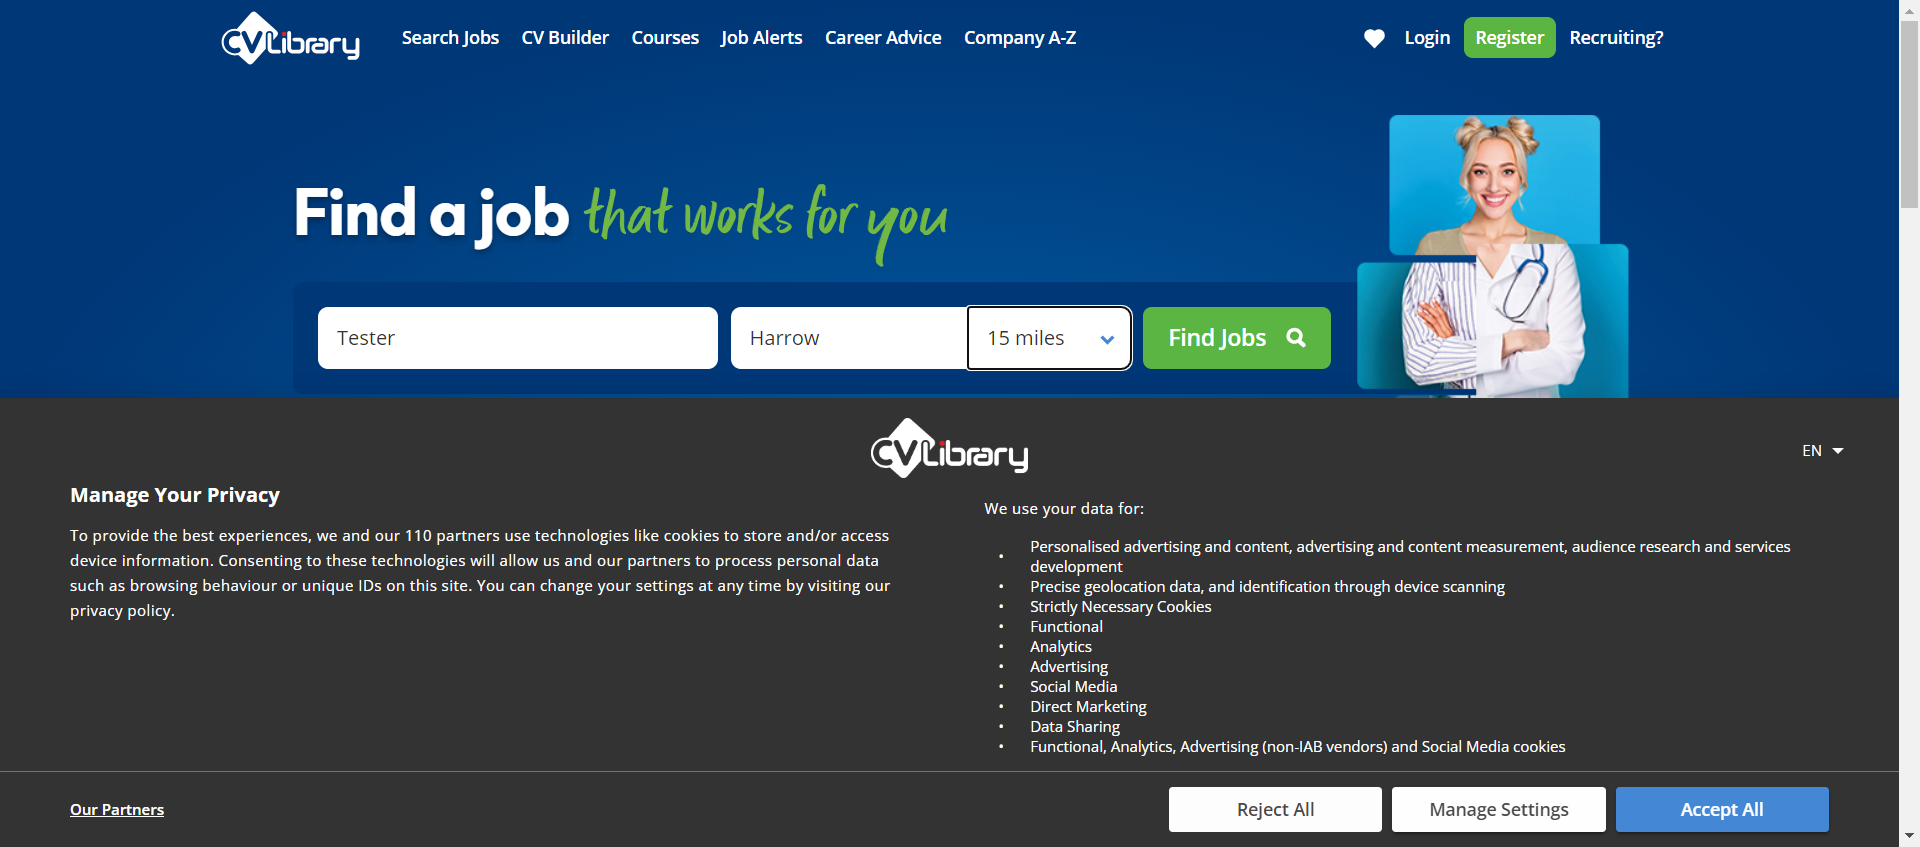 CVLibrary Search Jobs CV Builder Courses Job Alerts Career Advice Company A-Z Login Register Recruiting?
Find a job that works for you
Tester Harrow 15 miles Find Jobs
CVLibrary
EN
Manage Your Privacy
To provide the best experiences, we and our 110 partners use technologies like cookies to store and/or access
device information. Consenting to these technologies will allow us and our partners to process personal data
such as browsing behaviour or unique IDs on this site. You can change your settings at any time by visiting our
privacy policy.
We use your data for:
• Personalised advertising and content, advertising and content measurement, audience research and services
development
• Precise geolocation data, and identification through device scanning
• Strictly Necessary Cookies
• Functional
• Analytics
• Advertising
• Social Media
• Direct Marketing
• Data Sharing
• Functional, Analytics, Advertising (non-IAB vendors) and Social Media cookies
Our Partners Reject All Manage Settings Accept All